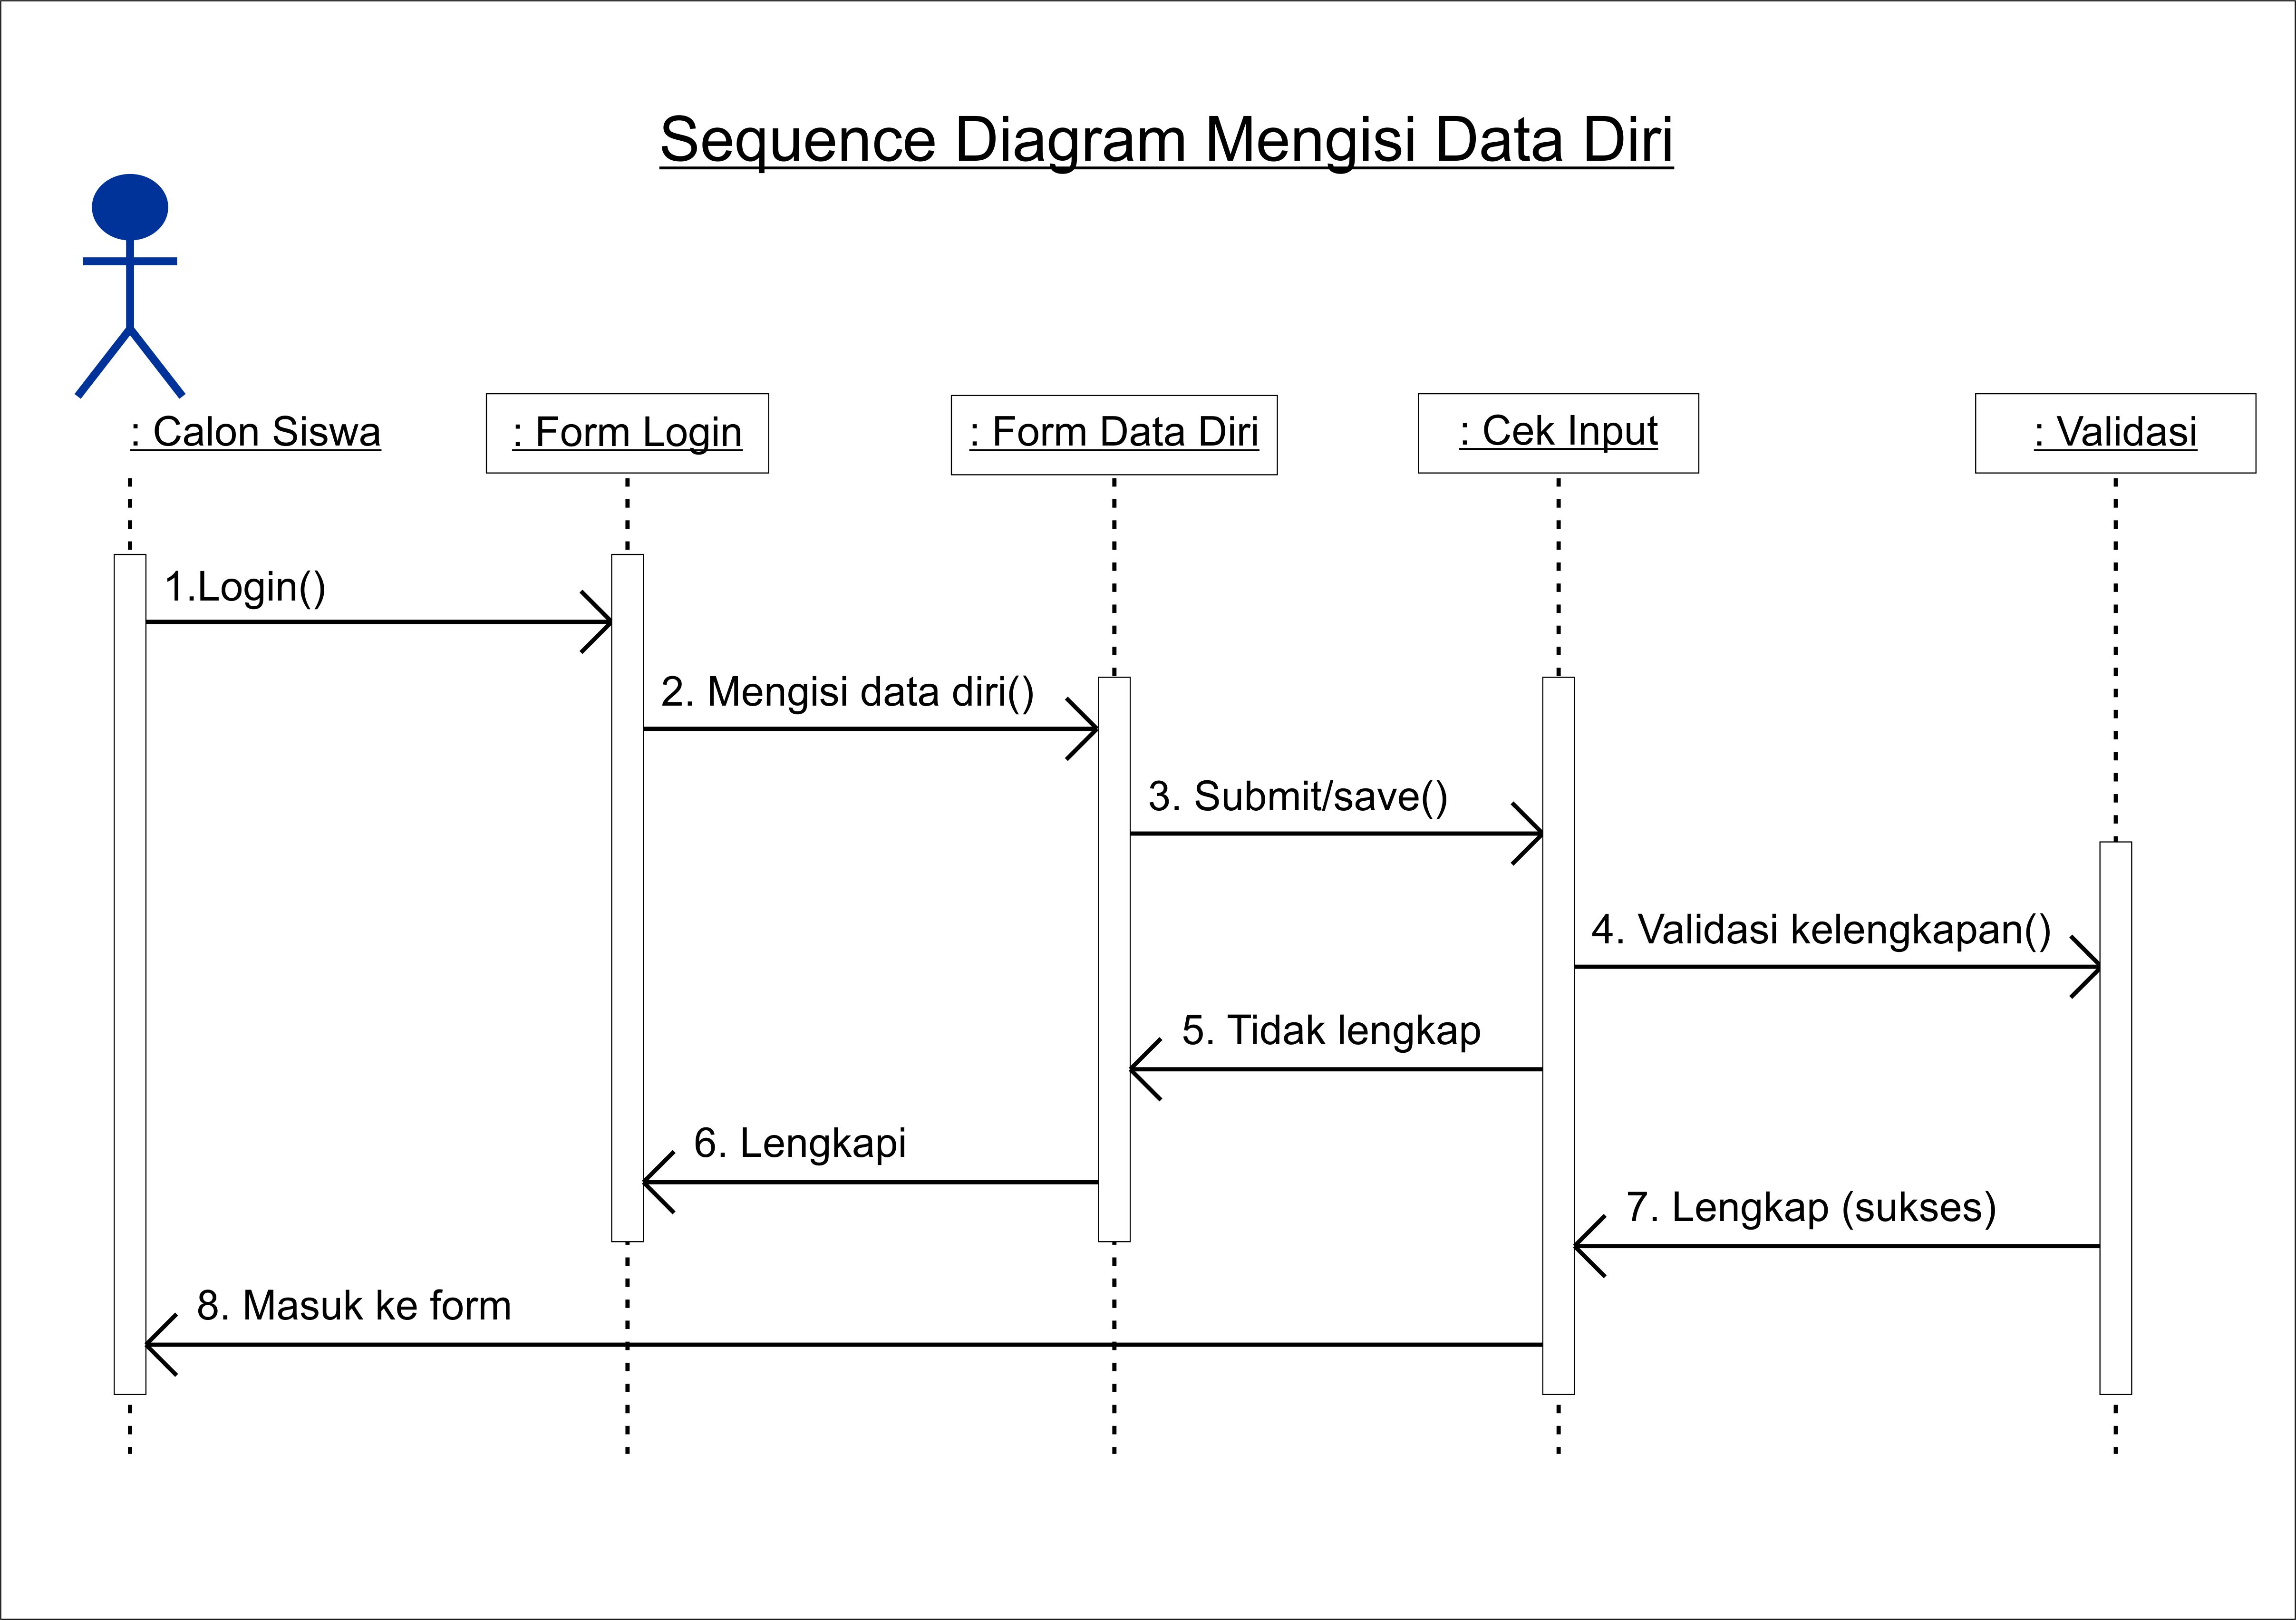 Sequence Diagram Mengisi Data Diri
: Calon Siswa
: Form Login
: Form Data Diri
: Cek Input
: Validasi
1.Login()
2. Mengisi data diri()
3. Submit/save()
4. Validasi kelengkapan()
5. Tidak lengkap
6. Lengkapi
7. Lengkap (sukses)
8. Masuk ke form